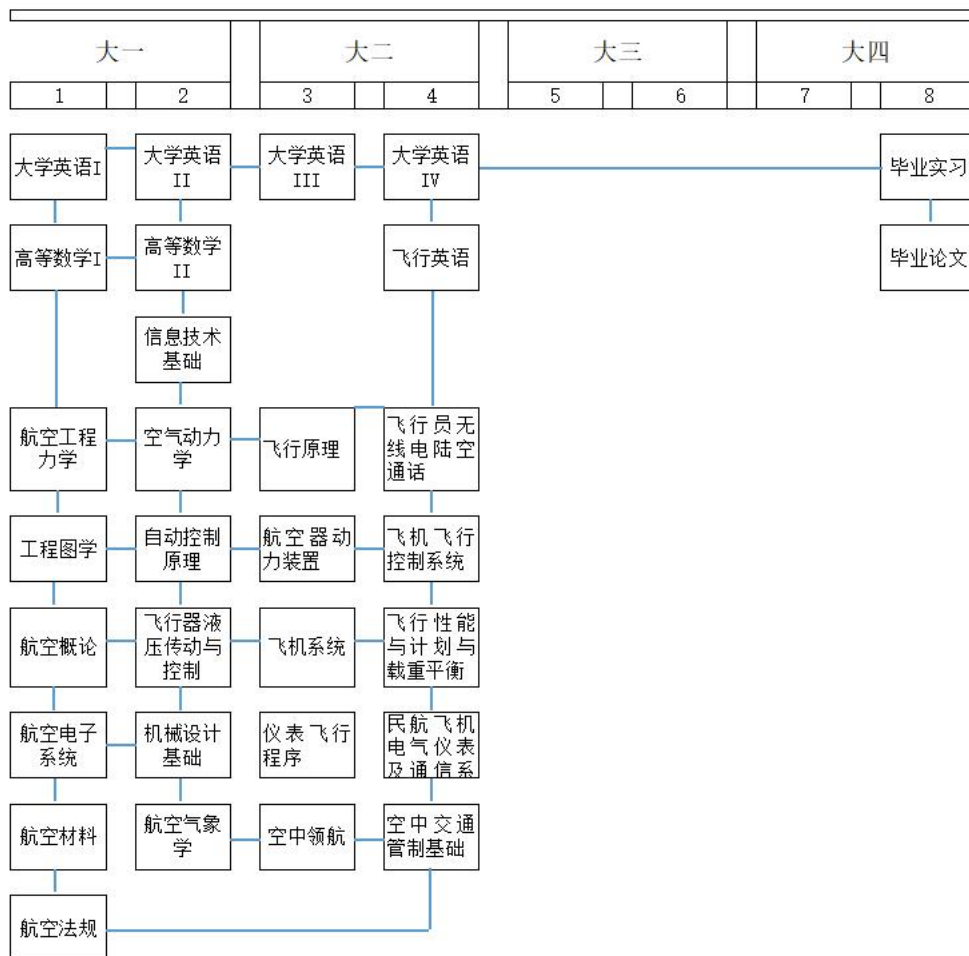 大一
大二
大三
大四
1
2
3
4
5
6
7
8
大学英语I
大学英语
II
大学英语
III
大学英语
IV
毕业实习
高等数学I
高等数学
II
飞行英语
毕业论文
信息技术
基础
航空工程
力学
空气动力
学
飞行原理
飞行员无
线电陆空
通话
工程图学
自动控制
原理
航空器动
力装置
飞机飞行
控制系统
航空概论
飞行器液
压传动与
控制
飞机系统
飞行性能
与计划与
载重平衡
航空电子
系统
机械设计
基础
仪表飞行
程序
民航飞机
电气仪表
及通信系
航空材料
航空气象
学
空中领航
空中交通
管制基础
航空法规